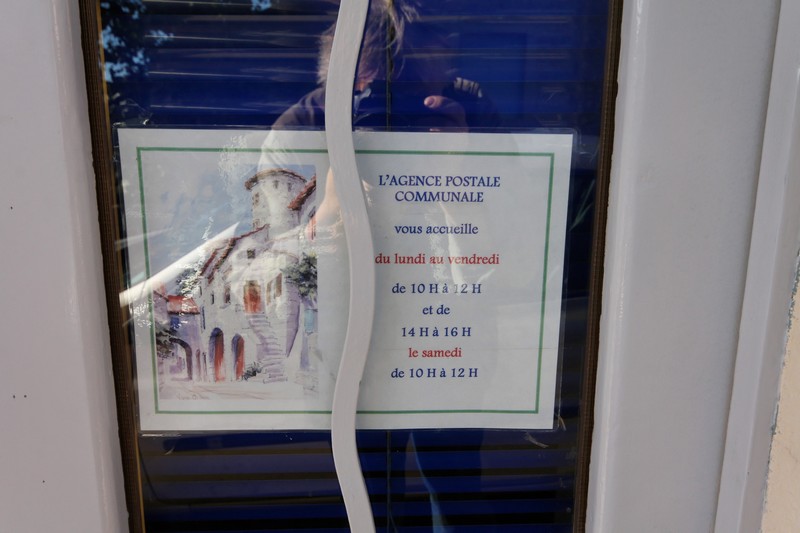 L'AGENCE POSTALE
COMMUNALE
vous accueille
du lundi au vendredi
de 10 H à 12 H
et de
14 H à 16 H
le samedi
de 10 H à 12 H